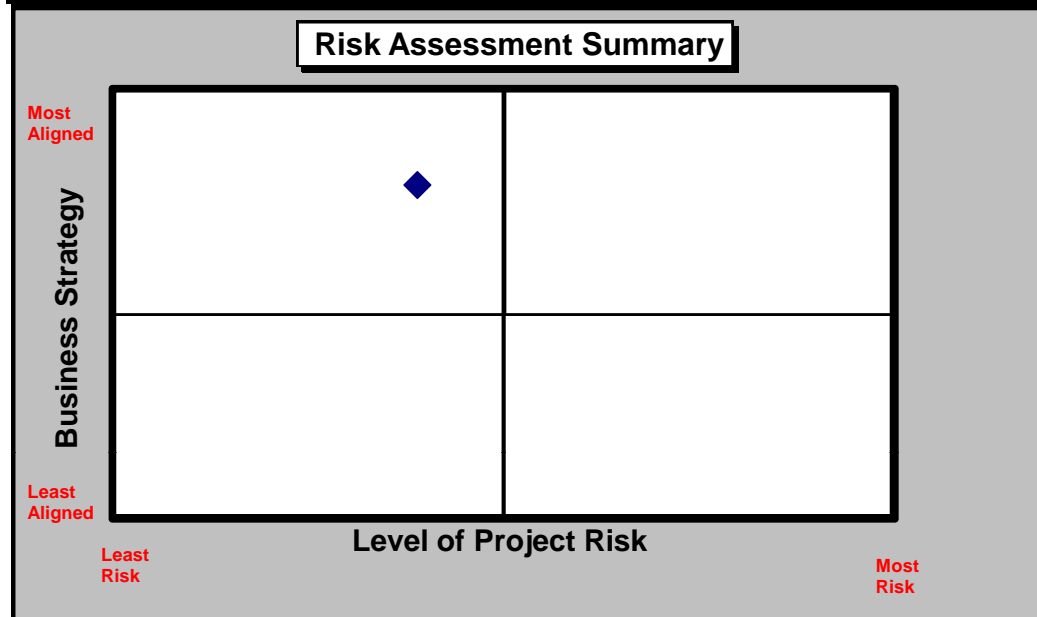 Risk Assessment Summary
Most
Aligned
Business Strategy
Least
Aligned
Level of Project Risk
Least
Risk
Most
Risk